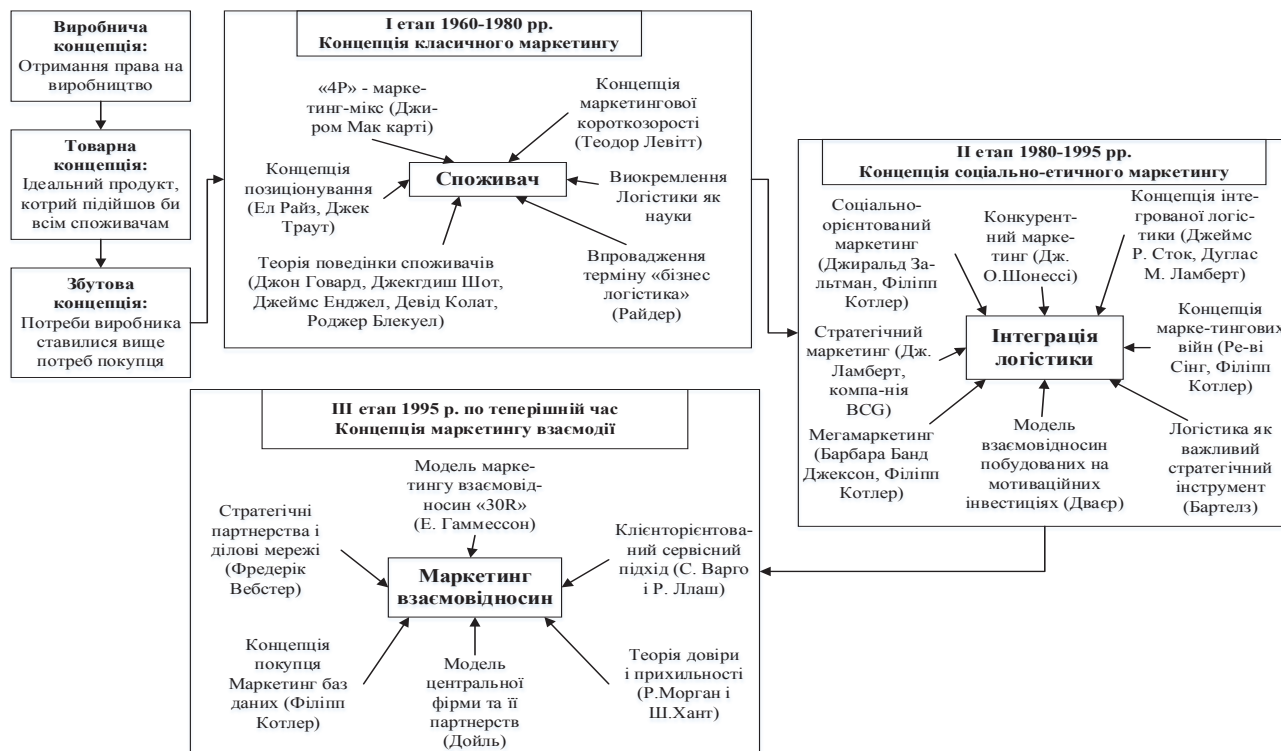 Виробнича
концепція:
Отримання права на
виробництво
Товарна
концепція:
Ідеальний продукт,
котрий підійшов би
всім споживачам
Збутова
концепція:
Потреби виробника
ставилися вище
потреб покупця
І етап 1960-1980 рр.
Концепція класичного маркетингу
«4P» - марке-
тинг-мікс (Джи-
ром Мак карті)
Концепція
маркетингової
короткозорості
(Теодор Левітт)
Концепція
позиціонування
(Ел Райз, Джек
Траут)
Споживач
Виокремлення
Логістики як
науки
Теорія поведінки споживачів
(Джон Говард, Джекгдиш Шот,
Джеймс Енджел, Девід Колат,
Роджер Блекуел)
Впровадження
терміну «бізнес
логістика»
(Райдер)
ІІ етап 1980-1995 рр.
Концепція соціально-етичного маркетингу
Соціально-
орієнтований
маркетинг
(Джиральд За-
льтман, Філіпп
Котлер)
Конкурент-
ний марке-
тинг (Дж.
О.Шонессі)
Концепція інте-
грованої логіс-
тики (Джеймс
Р. Сток, Дуглас
М. Ламберт)
Стратегічний
маркетинг (Дж.
Ламберт,
компа-нія
BCG)
Інтеграція
логістики
Концепція
марке-тингових
війн (Ре-ві
Сінг, Філіпп
Котлер)
Мегамаркетинг
(Барбара Банд
Джексон, Філіпп
Котлер)
Модель
взаємовідносин
побудованих на
мотиваційних
інвестиціях (Дваєр)
Логістика як
важливий
стратегічний
інструмент
(Бартелз)
ІІІ етап 1995 р. по теперішній час
Концепція маркетингу взаємодії
Модель марке-
тингу взаємовід-
носин «30R»
(Е. Гаммессон)
Стратегічні
партнерства і
ділові мережі
(Фредерік
Вебстер)
Клієнторієнтова-
ний сервісний
підхід (С. Варго
і Р. Ллаш)
Маркетинг
взаємовідносин
Концепція
покупця
Маркетинг баз
даних (Філіпп
Котлер)
Модель
центральної
фірми та її
партнерств
(Дойль)
Теорія довіри
і прихильності
(Р.Морган і
Ш.Хант)